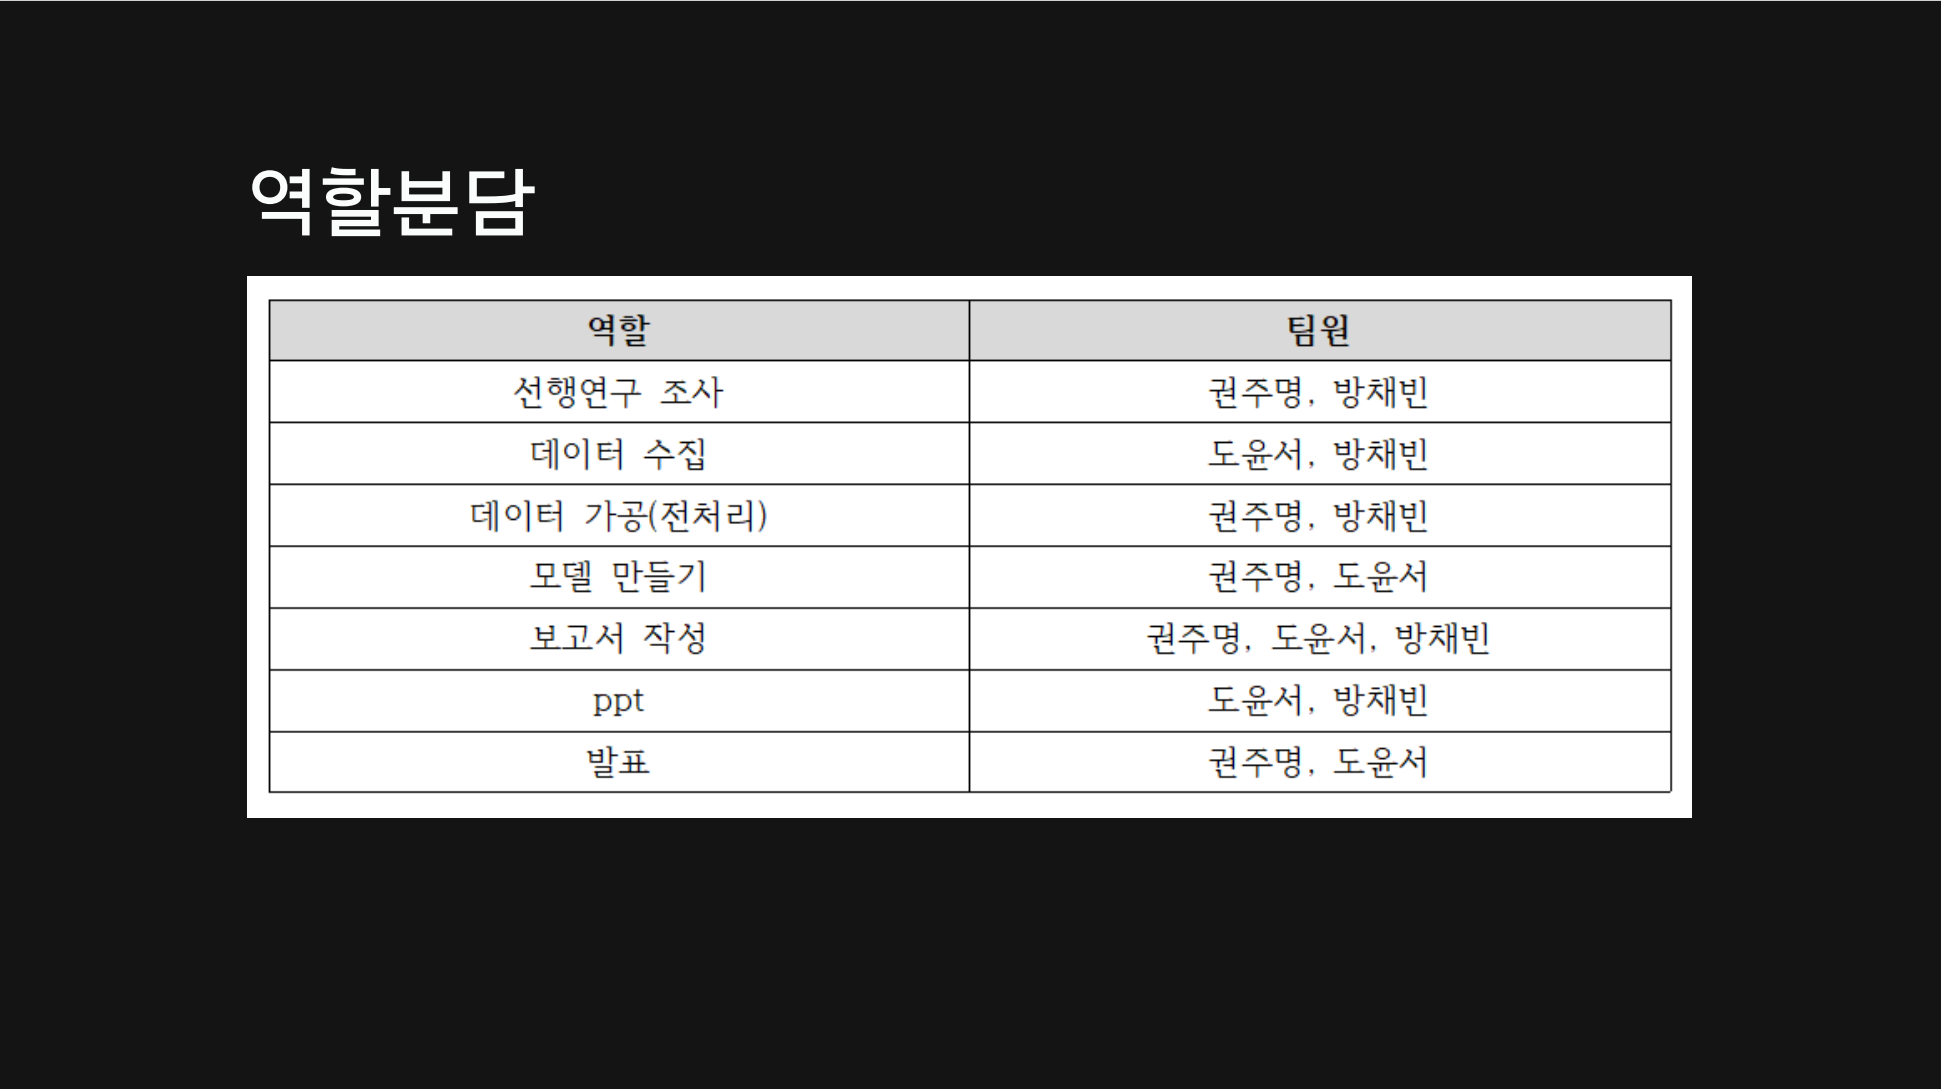 역할분담
역할 팀원
선행연구 조사 권주명, 방채빈
데이터 수집 도윤서, 방채빈
데이터 가공(전처리) 권주명, 방채빈
모델 만들기 권주명, 도윤서
보고서 작성 권주명, 도윤서, 방채빈
ppt 도윤서, 방채빈
발표 권주명, 도윤서